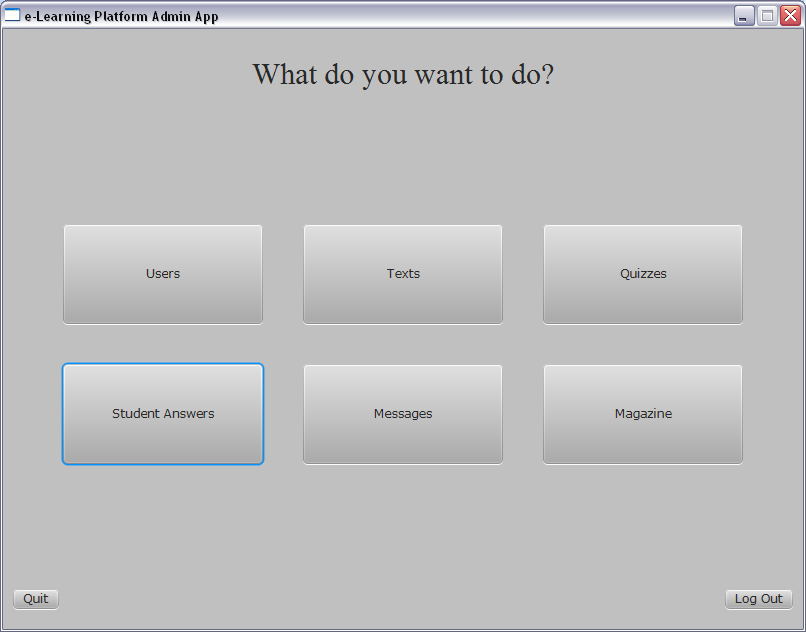 e-Learning Platform Admin App
What do you want to do?
Users
Texts
Quizzes
Student Answers
Messages
Magazine
Quit
Log Out